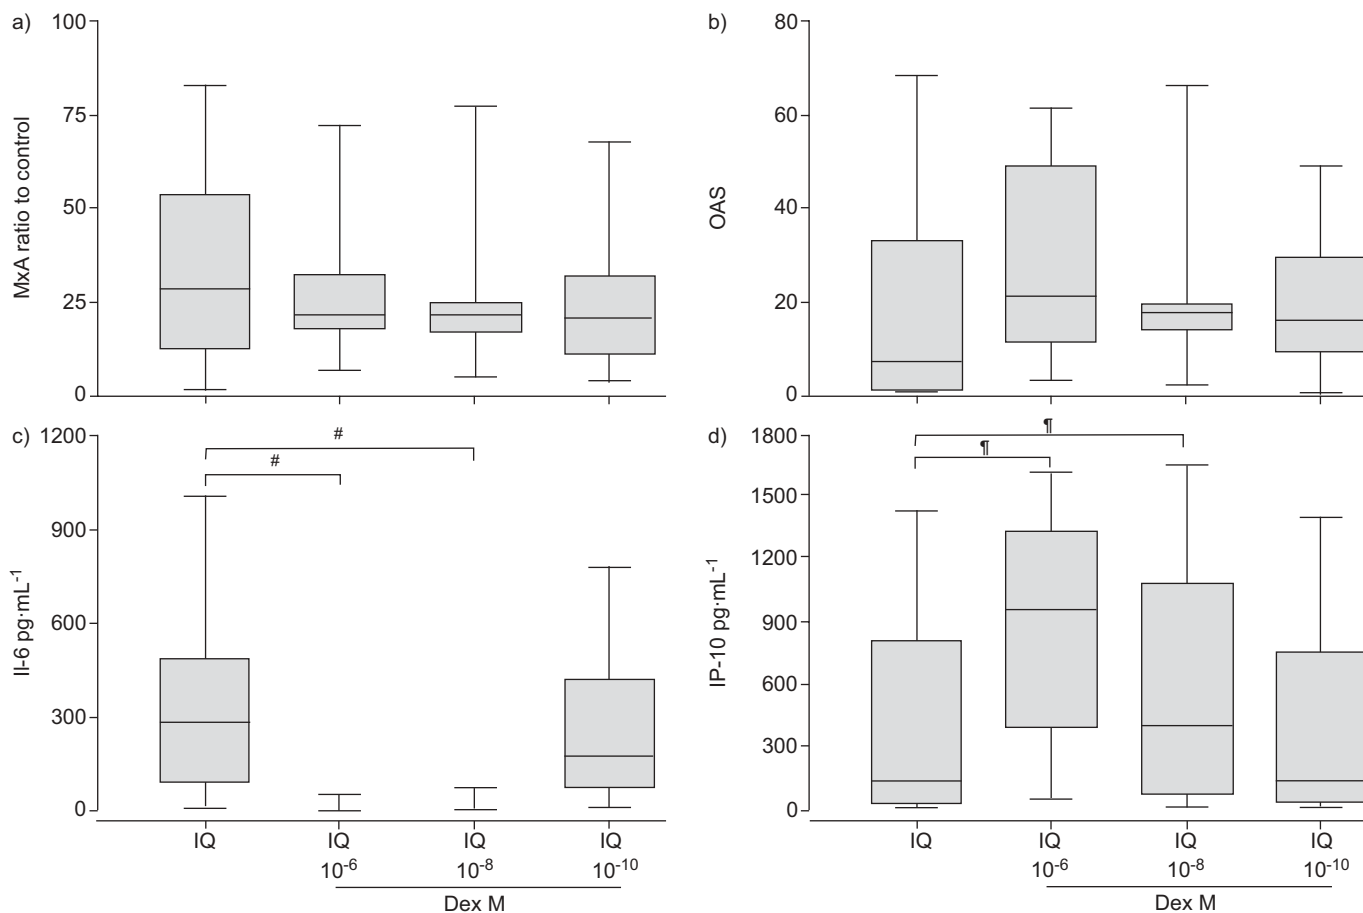 a)
MxA ratio to control
100
75
50
25
0
b)
OAS
80
60
40
20
0
c)
Il-6 pg·mL⁻¹
1200
900
600
300
0
#
#
IQ
IQ
IQ
IQ
10⁻⁶
10⁻⁸
10⁻¹⁰
Dex M
d)
IP-10 pg·mL⁻¹
1800
1500
1200
900
600
300
0
¶
¶
IQ
IQ
IQ
IQ
10⁻⁶
10⁻⁸
10⁻¹⁰
Dex M